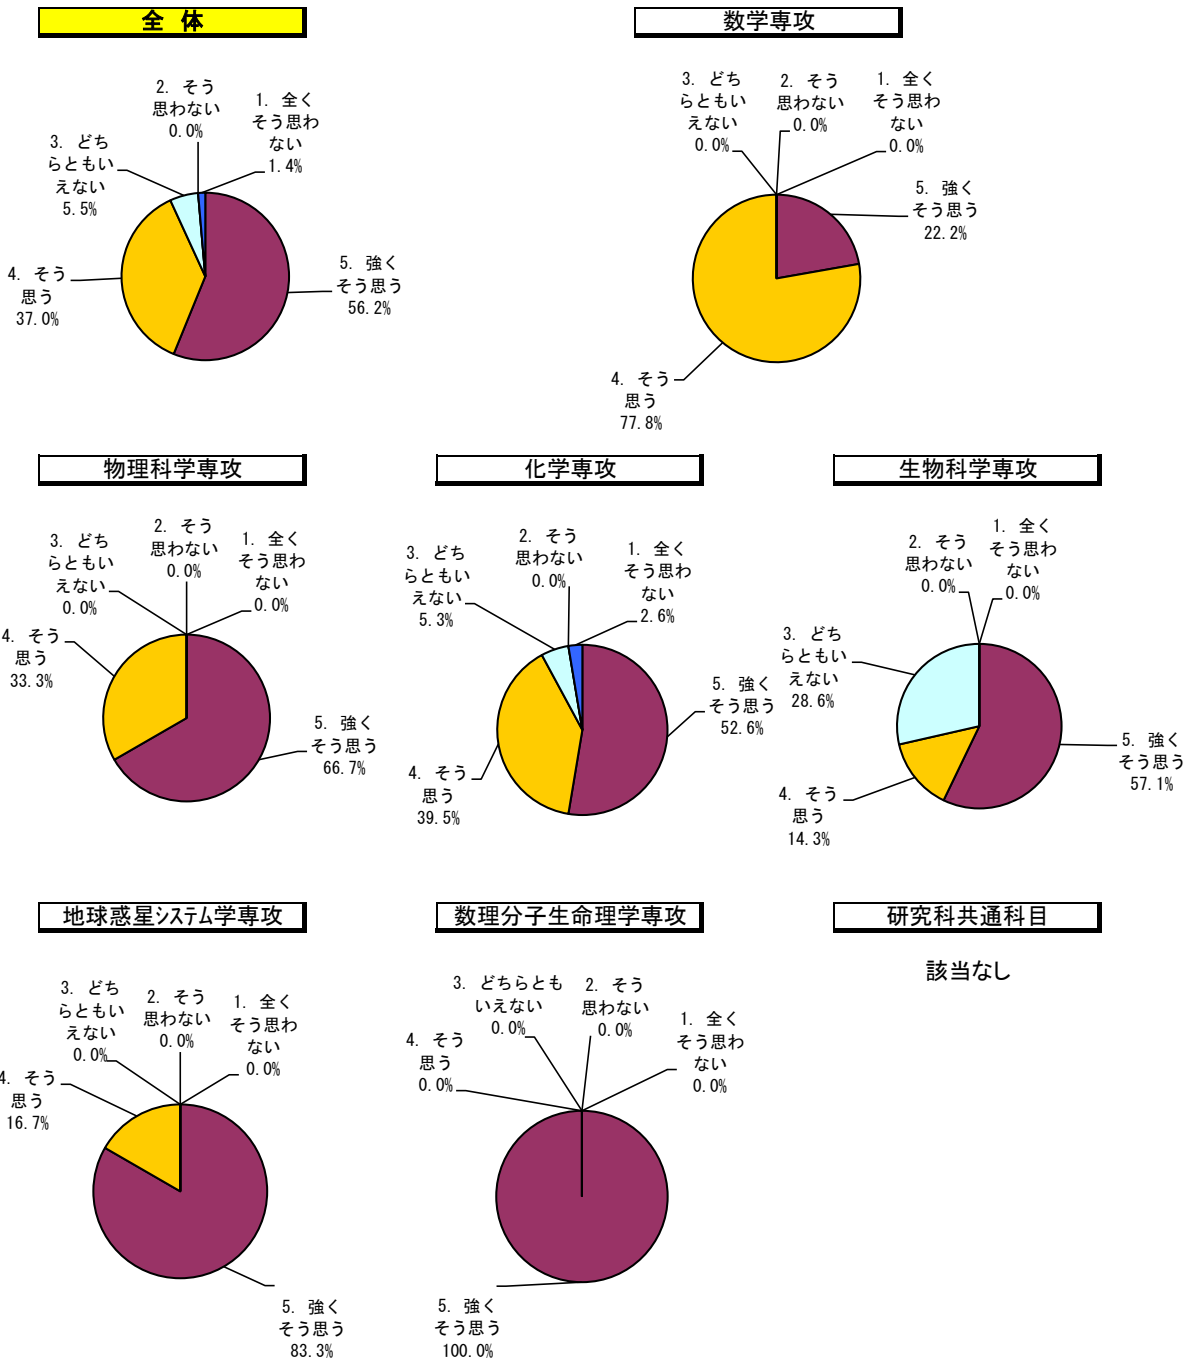 全 体
2. そう
思わない
0.0%
1. 全く
そう思わ
ない
1.4%
3. どち
らともい
えない
5.5%
4. そう
思う
37.0%
5. 強く
そう思う
56.2%
数学専攻
3. どち
らともい
えない
0.0%
2. そう
思わない
0.0%
1. 全く
そう思わ
ない
0.0%
5. 強く
そう思う
22.2%
4. そう
思う
77.8%
物理科学専攻
3. どち
らともい
えない
0.0%
2. そう
思わない
0.0%
1. 全く
そう思わ
ない
0.0%
4. そう
思う
33.3%
5. 強く
そう思う
66.7%
化学専攻
3. どち
らともい
えない
5.3%
2. そう
思わない
0.0%
1. 全く
そう思わ
ない
2.6%
5. 強く
そう思う
52.6%
4. そう
思う
39.5%
生物科学専攻
2. そう
思わない
0.0%
1. 全く
そう思わ
ない
0.0%
3. どち
らともい
えない
28.6%
4. そう
思う
14.3%
5. 強く
そう思う
57.1%
地球惑星システム学専攻
3. どち
らともい
えない
0.0%
2. そう
思わない
0.0%
1. 全く
そう思わ
ない
0.0%
4. そう
思う
16.7%
5. 強く
そう思う
83.3%
数理分子生命理学専攻
3. どちらとも
いえない
0.0%
2. そう
思わない
0.0%
1. 全く
そう思わ
ない
0.0%
4. そう
思う
0.0%
5. 強く
そう思う
100.0%
研究科共通科目
該当なし